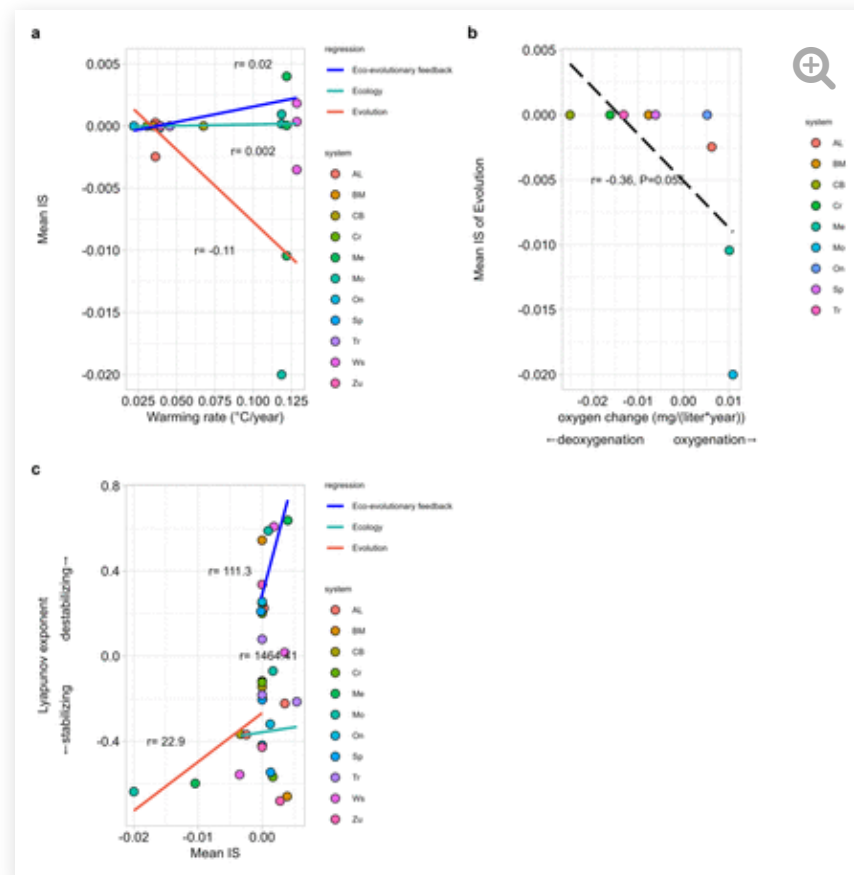 a
regression
Eco-evolutionary feedback
Ecology
Evolution
r= 0.02
r= 0.002
r= -0.11
0.005
0.000
-0.005
-0.010
-0.015
-0.020
Mean IS
0.025 0.050 0.075 0.100 0.125
Warming rate (°C/year)
system
AL
BM
CB
Cr
Me
Mo
On
Sp
Tr
Ws
Zu
b
0.005
0.000
-0.005
-0.010
-0.015
-0.020
Mean IS of Evolution
r= -0.36, P=0.05
-0.02 -0.01 0.00 0.01
oxygen change (mg/(liter*year))
←deoxygenation oxygenation→
system
AL
BM
CB
Cr
Me
Mo
On
Sp
Tr
c
0.8
0.4
0.0
-0.4
Lyapunov exponent
←stabilizing destabilizing→
r= 111.3
r= 1464.41
r= 22.9
-0.02 -0.01 0.00
Mean IS
regression
Eco-evolutionary feedback
Ecology
Evolution
system
AL
BM
CB
Cr
Me
Mo
On
Sp
Tr
Ws
Zu